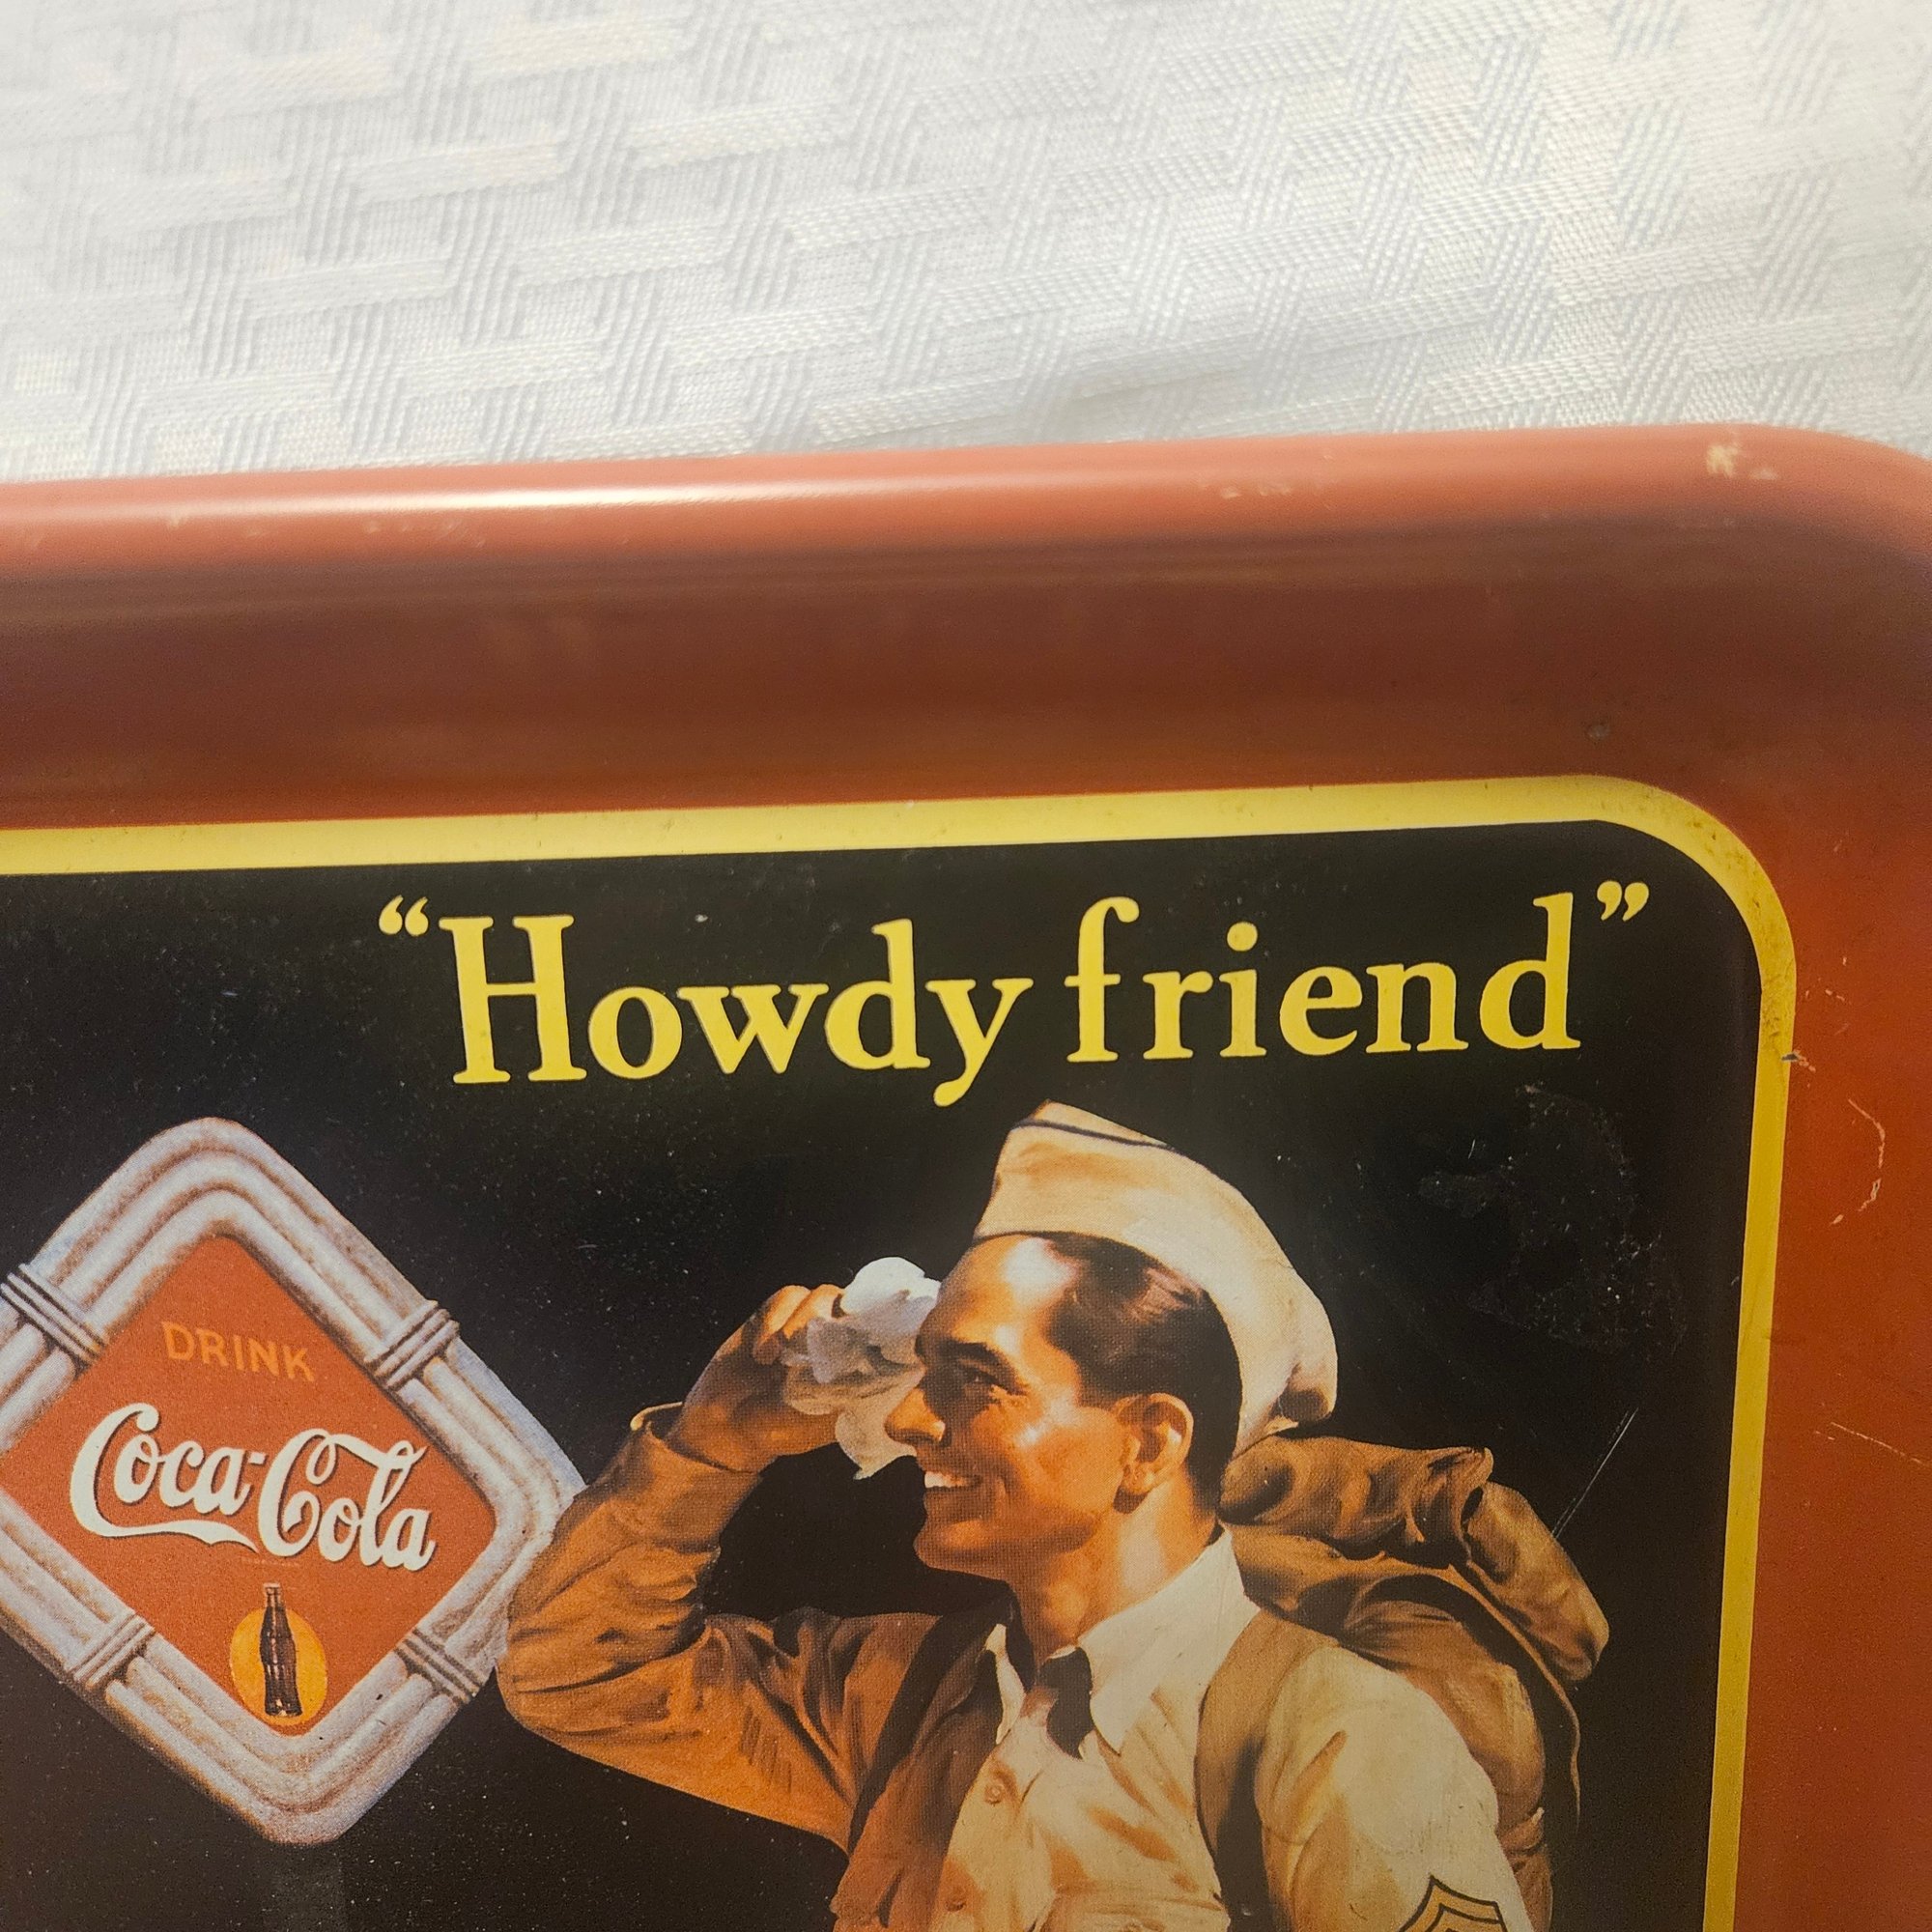 “Howdy friend”
DRINK
Coca-Cola